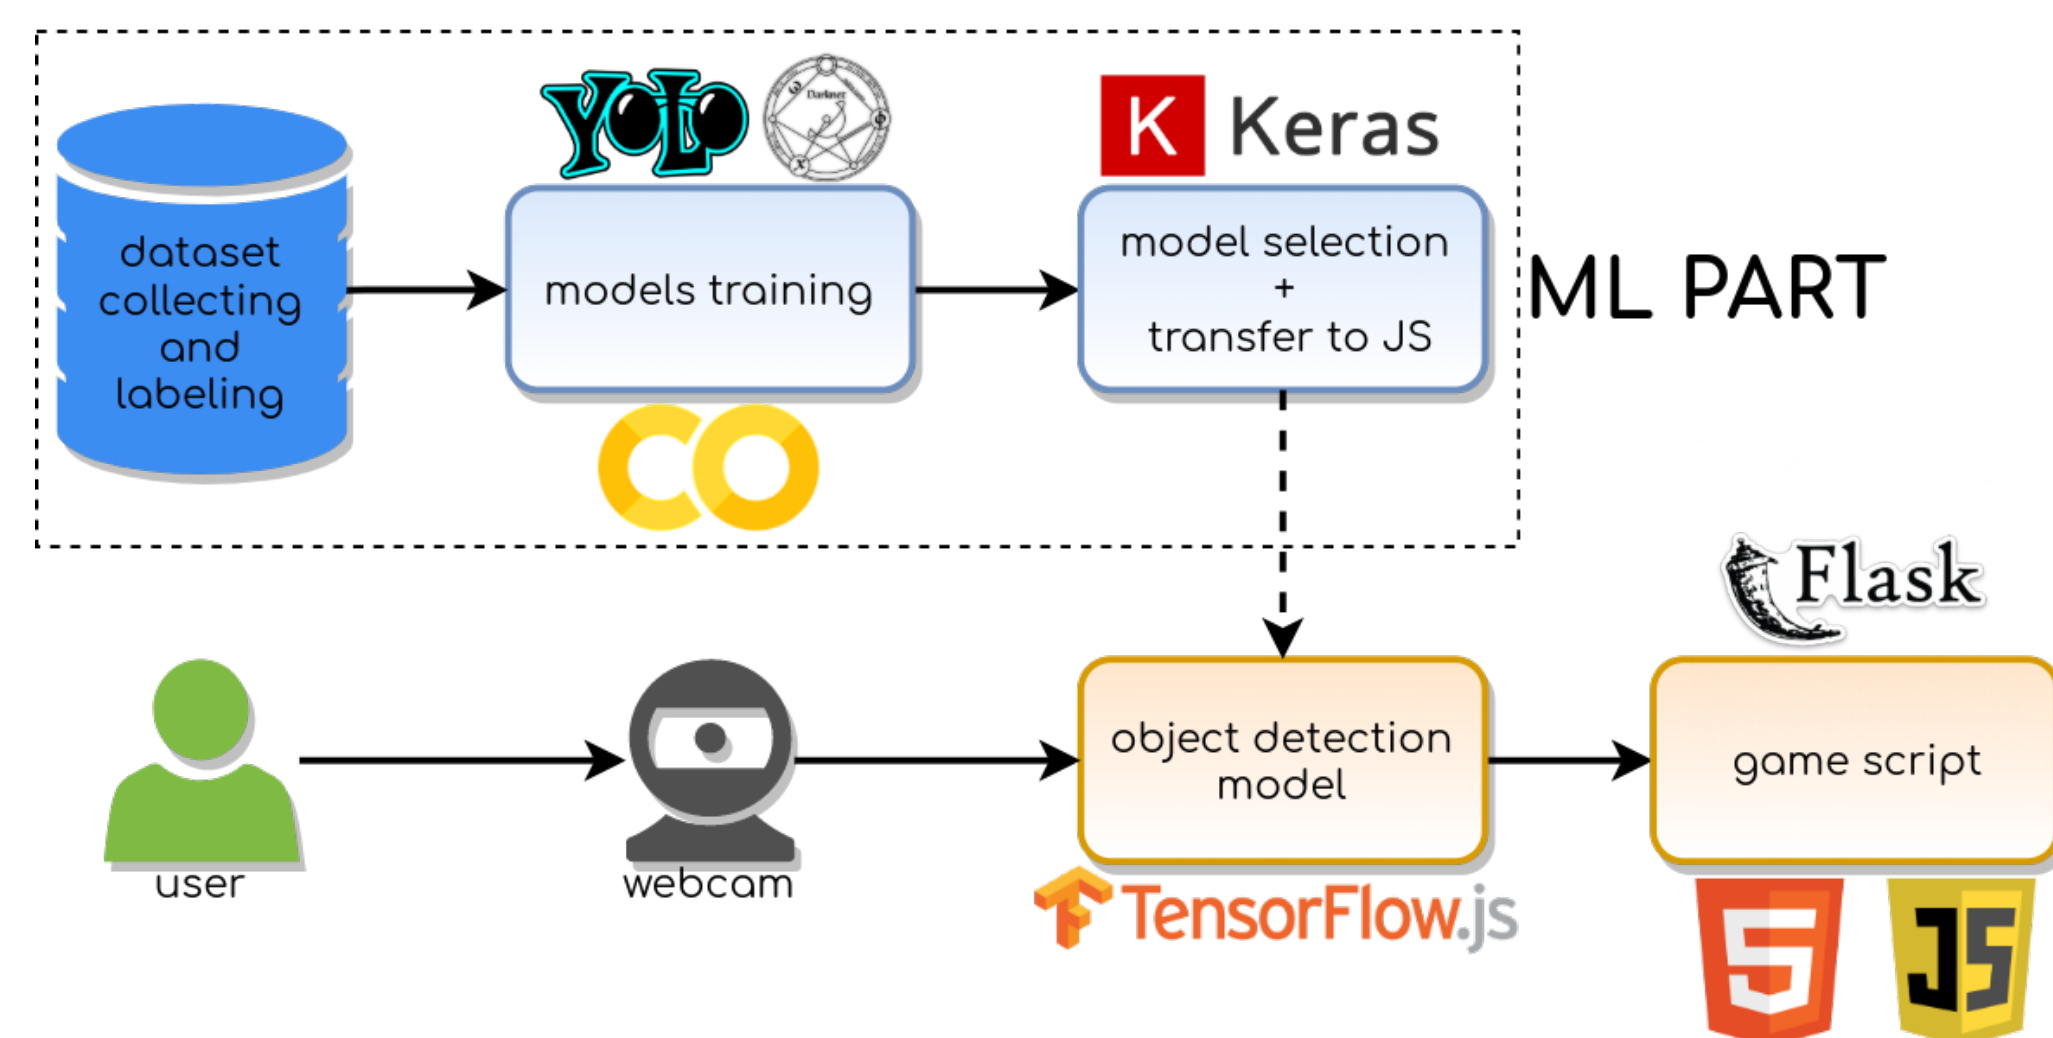 YOLO
Darknet
K Keras
dataset
collecting
and
labeling
models training
model selection
+
transfer to JS
ML PART
CO
Flask
object detection
model
game script
user
webcam
TensorFlow.js
5
JS